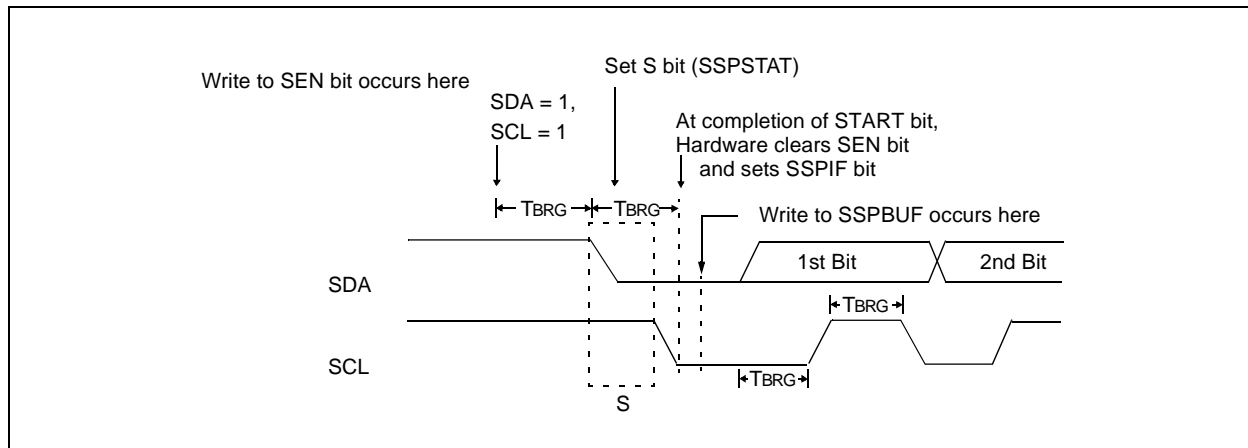 Write to SEN bit occurs here
Set S bit (SSPSTAT)
SDA = 1,
SCL = 1
At completion of START bit,
Hardware clears SEN bit
and sets SSPIF bit
TBRG
TBRG
Write to SSPBUF occurs here
SDA
1st Bit
2nd Bit
TBRG
SCL
TBRG
S